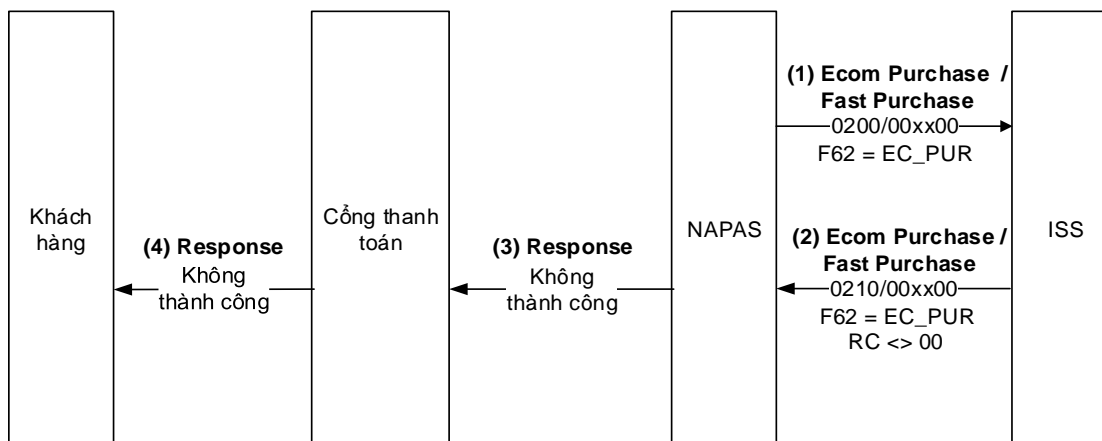 (1) Ecom Purchase /
Fast Purchase
0200/00xx00
F62 = EC_PUR
Khách
hàng
Cổng thanh
toán
NAPAS
ISS
(4) Response
Không
thành công
(3) Response
Không
thành công
(2) Ecom Purchase /
Fast Purchase
0210/00xx00
F62 = EC_PUR
RC <> 00